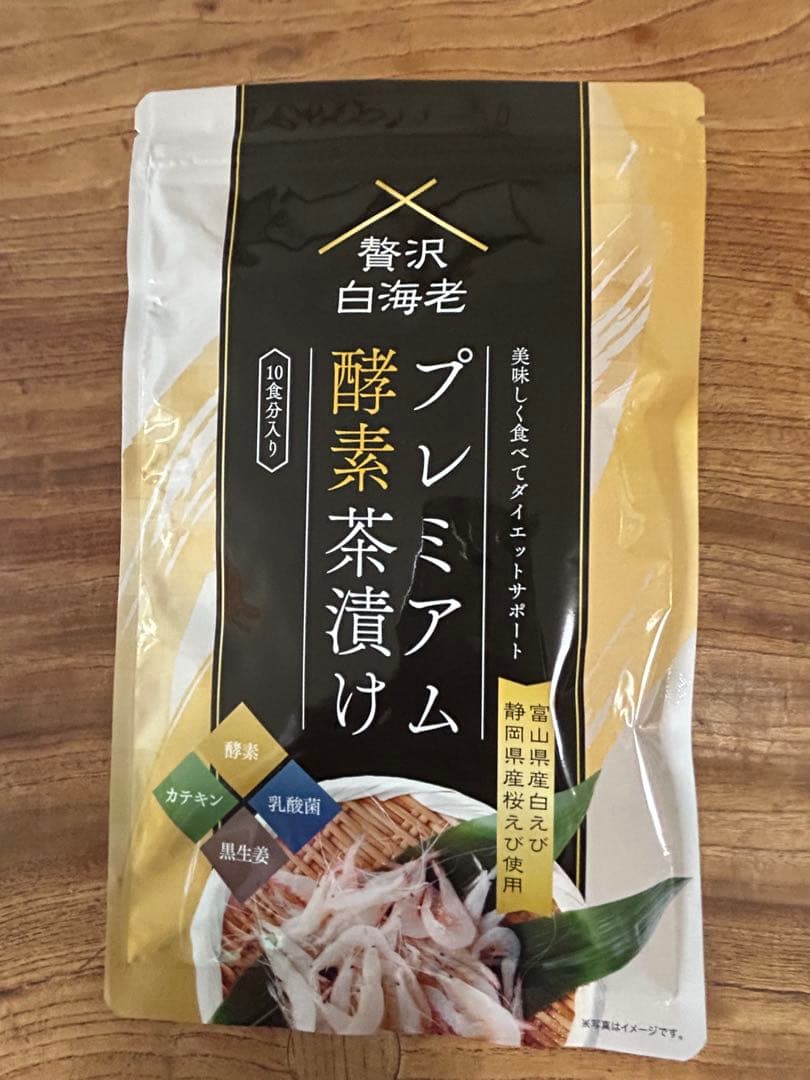 贅沢
白海老
美味しく食べてダイエットサポート
プレミアム
酵素茶漬け
10食分入り
富山県産白えび
静岡県産桜えび使用
酵素
カテキン
乳酸菌
黒生姜
※写真はイメージです。